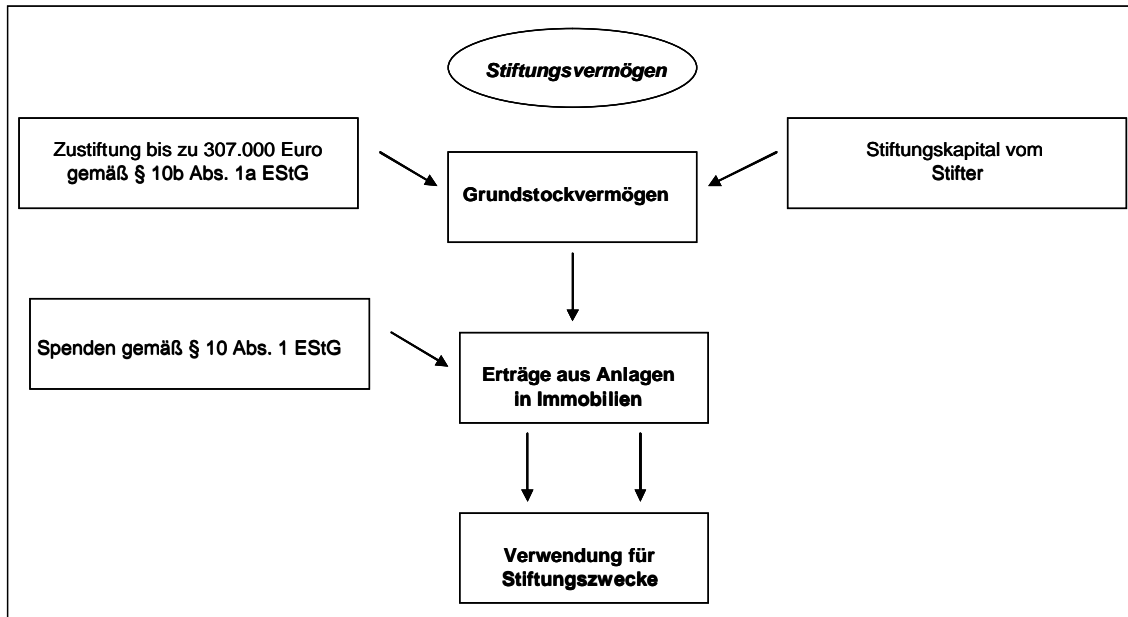 Stiftungsvermögen
Zustiftung bis zu 307.000 Euro
gemäß § 10b Abs. 1a EStG
Stiftungskapital vom
Stifter
Grundstockvermögen
Spenden gemäß § 10 Abs. 1 EStG
Erträge aus Anlagen
in Immobilien
Verwendung für
Stiftungszwecke